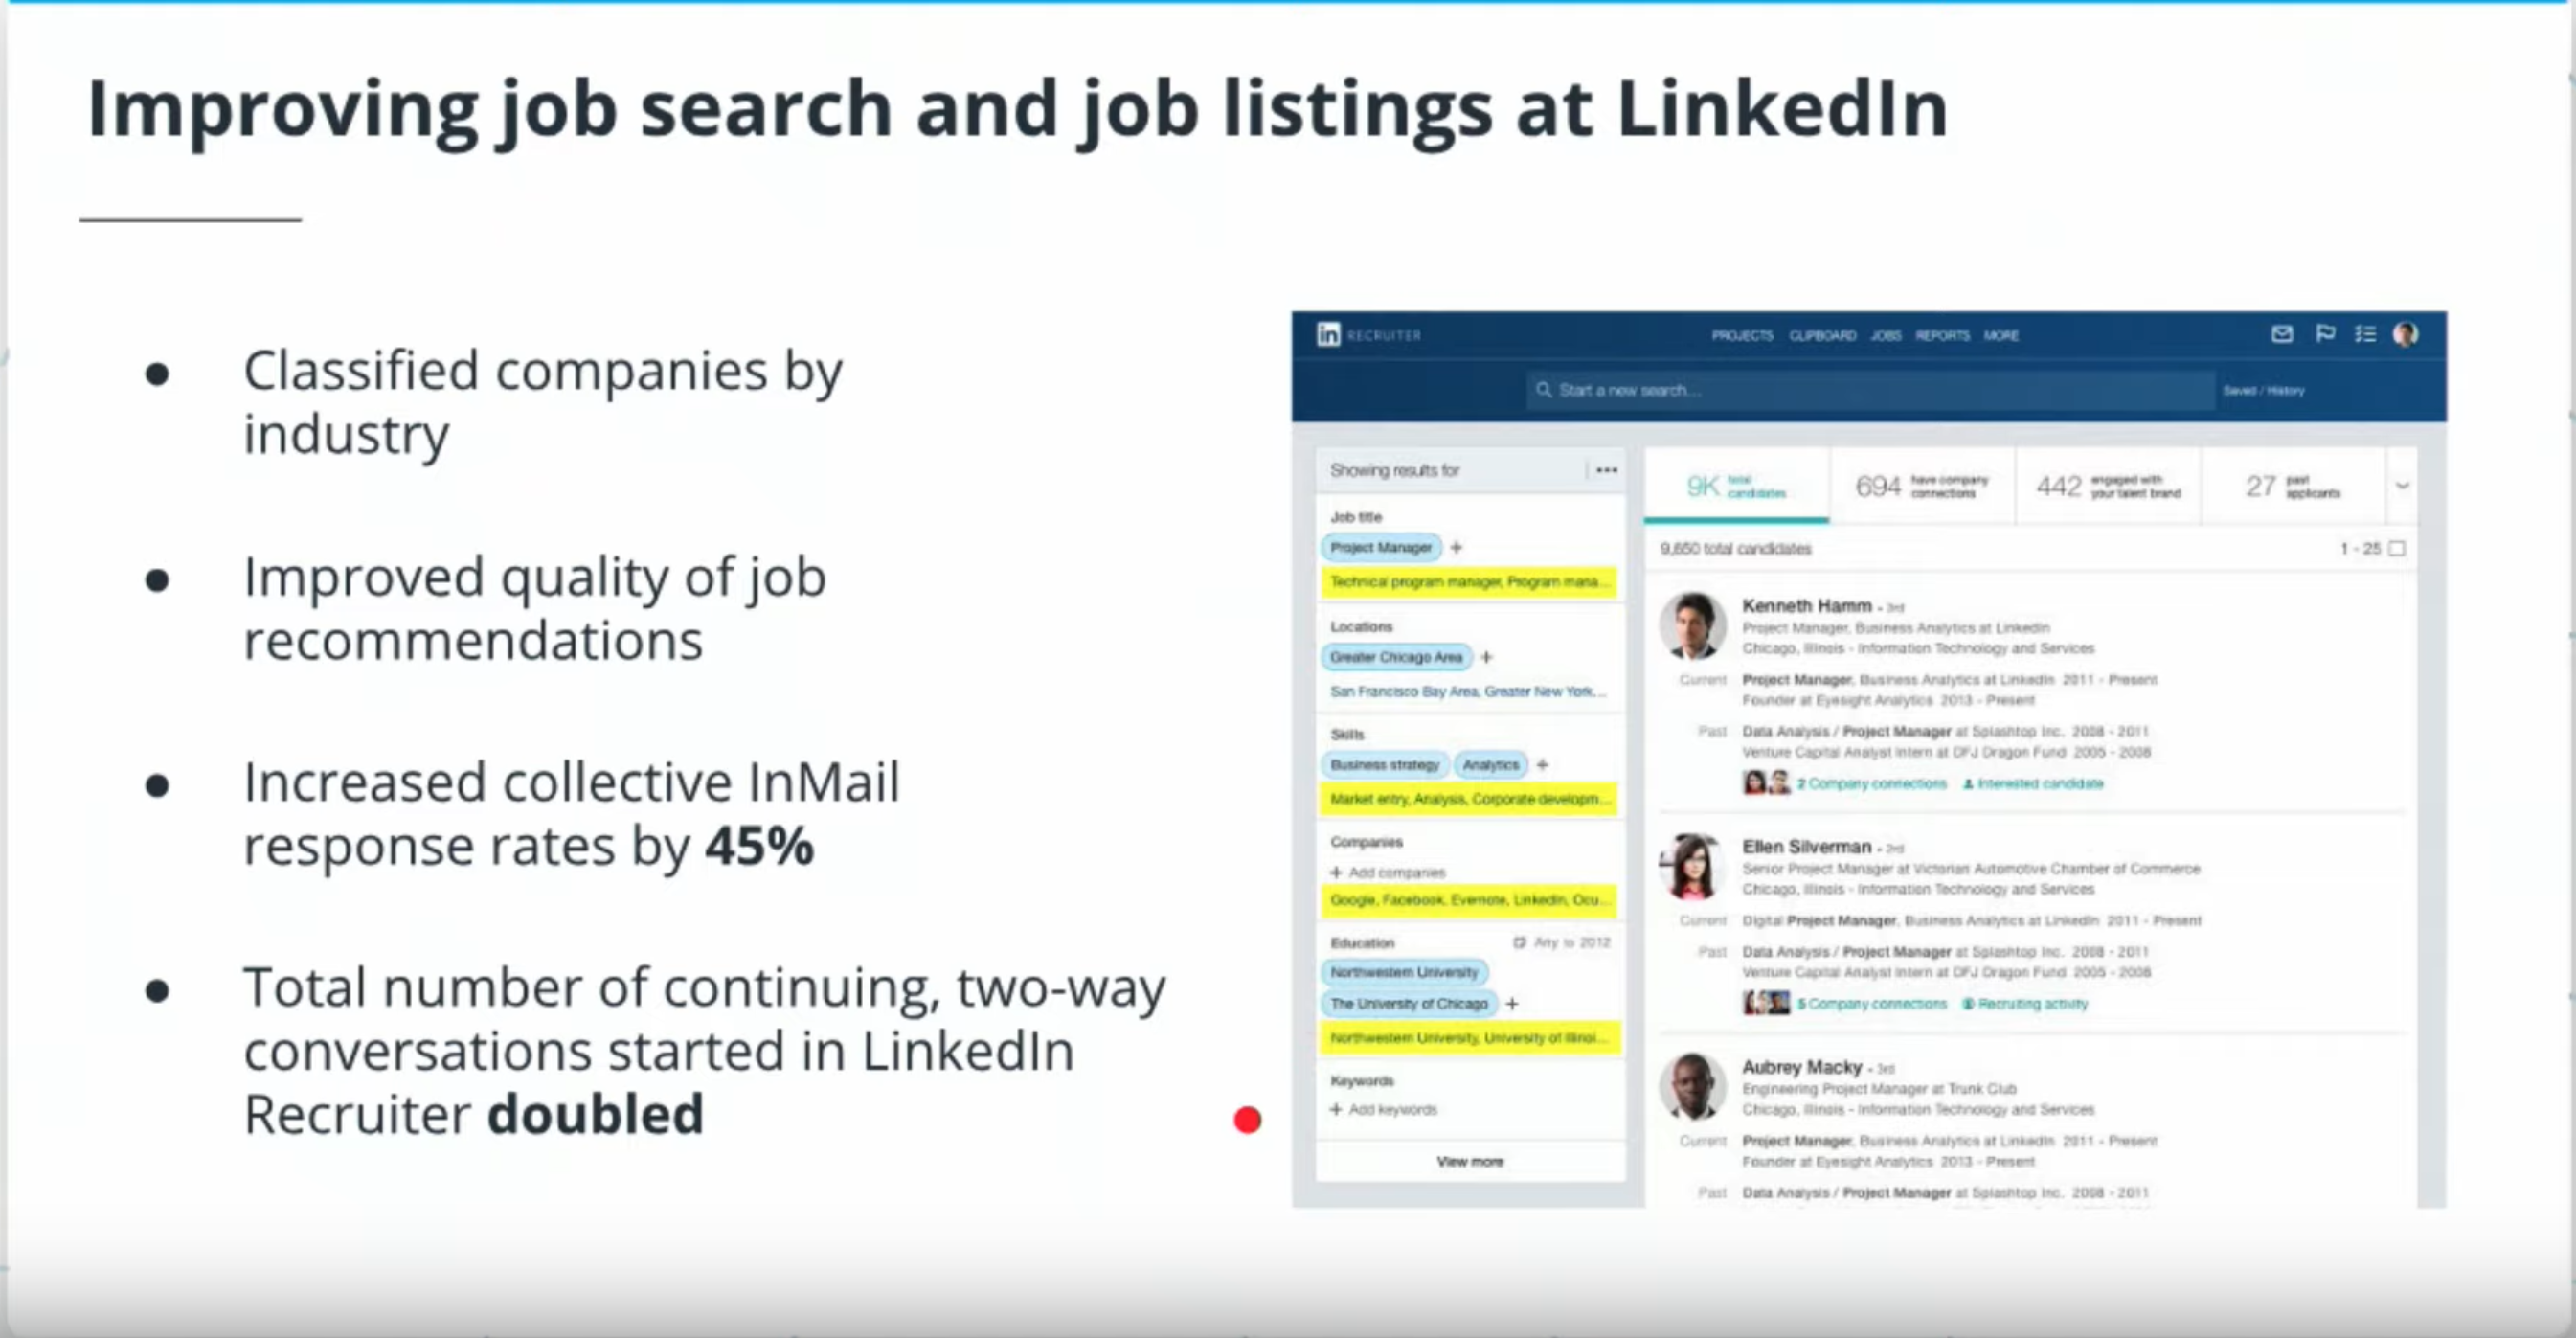 Improving job search and job listings at LinkedIn
● Classified companies by
industry
● Improved quality of job
recommendations
● Increased collective InMail
response rates by 45%
● Total number of continuing, two-way
conversations started in LinkedIn
Recruiter doubled
in RECRUITER
PROJECTS CLIPBOARD JOBS REPORTS MORE
Start a new search...
Saved / History
Showing results for
Job title
Project Manager +
Technical program manager, Program mana...
Locations
Greater Chicago Area +
San Francisco Bay Area, Greater New York...
Skills
Business strategy Analytics +
Market entry, Analysis, Corporate developm...
Companies
+ Add companies
Google, Facebook, Evernote, LinkedIn, Ocu...
Education Any to 2012
Northwestern University
The University of Chicago +
Northwestern University, University of Illinoi...
Keywords
+ Add keywords
View more
9K total candidates
694 have company connections
442 engaged with your talent brand
27 past applicants
9,650 total candidates 1 - 25
Kenneth Hamm - 3rd
Project Manager, Business Analytics at LinkedIn
Chicago, Illinois - Information Technology and Services
Current Project Manager, Business Analytics at LinkedIn 2011 - Present
Founder at Eyesight Analytics 2013 - Present
Past Data Analysis / Project Manager at Splashtop Inc. 2008 - 2011
Venture Capital Analyst Intern at DFJ Dragon Fund 2005 - 2008
2 Company connections Interested candidate
Ellen Silverman - 2rd
Senior Project Manager at Victorian Automotive Chamber of Commerce
Chicago, Illinois - Information Technology and Services
Current Digital Project Manager, Business Analytics at LinkedIn 2011 - Present
Past Data Analysis / Project Manager at Splashtop Inc. 2008 - 2011
Venture Capital Analyst Intern at DFJ Dragon Fund 2005 - 2008
5 Company connections Recruiting activity
Aubrey Macky - 3rd
Engineering Project Manager at Trunk Club
Chicago, Illinois - Information Technology and Services
Current Project Manager, Business Analytics at LinkedIn 2011 - Present
Founder at Eyesight Analytics 2013 - Present
Past Data Analysis / Project Manager at Splashtop Inc. 2008 - 2011